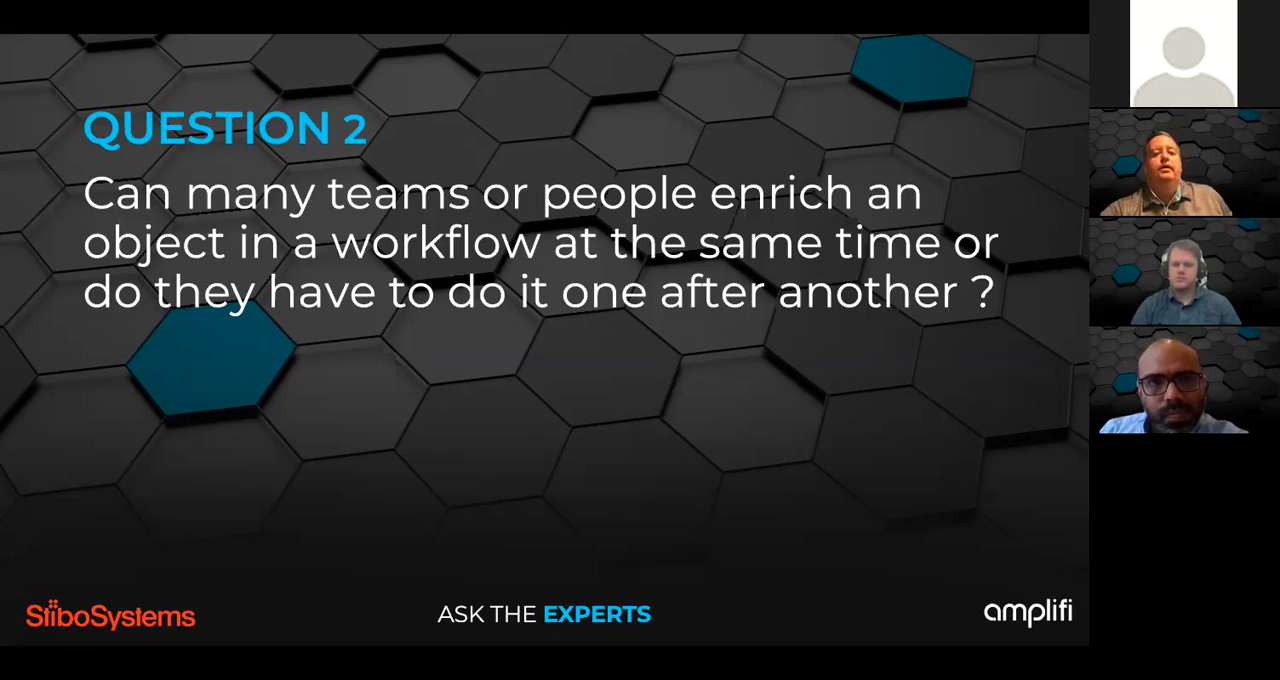 QUESTION 2
Can many teams or people enrich an
object in a workflow at the same time or
do they have to do it one after another ?
StiboSystems
ASK THE EXPERTS
amplifi